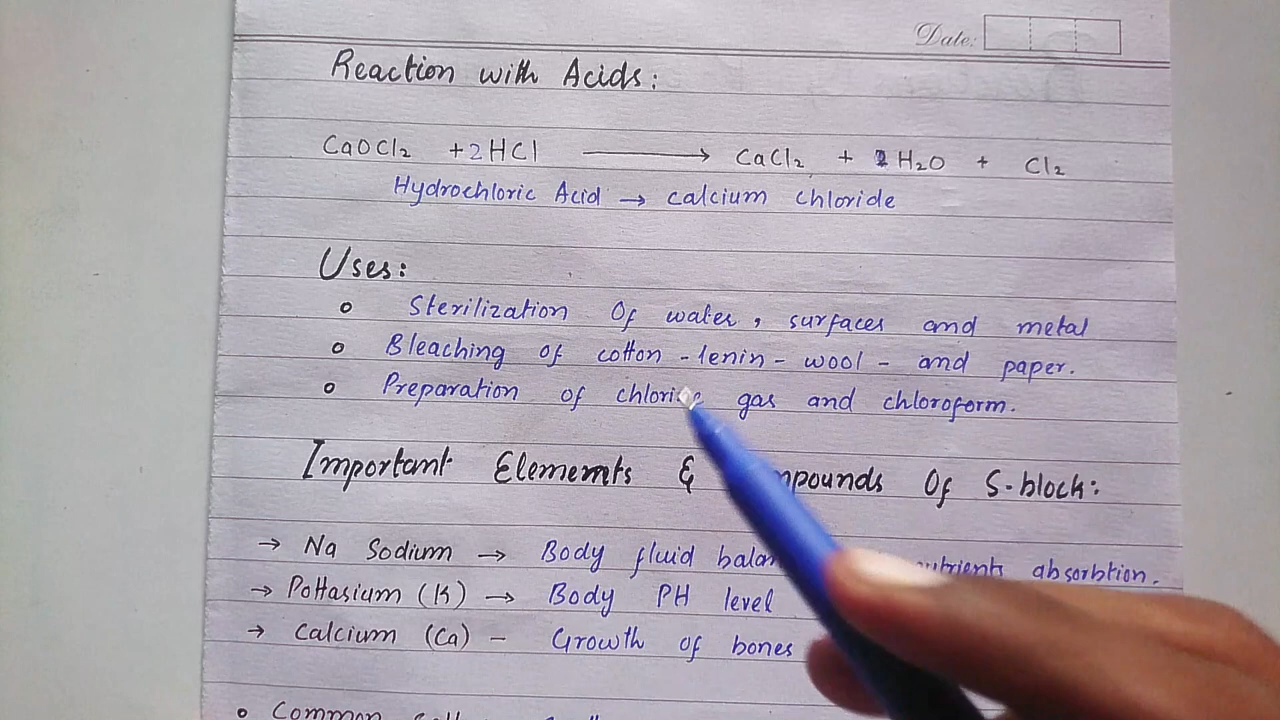 Date:
Reaction with Acids:
CaOCl2 +2HCl ⟶ CaCl2 + H2O + Cl2
Hydrochloric Acid → calcium chloride
Uses:
o Sterilization Of water, surfaces and metal
o Bleaching of cotton - lenin - wool - and paper.
o Preparation of gas and chloroform.
Important Elements & Of S-block:
→ Na Sodium → Body fluid absorbtion.
→ Pottasium (K) → Body PH level
→ Calcium (Ca) - Growth of bones
o Common